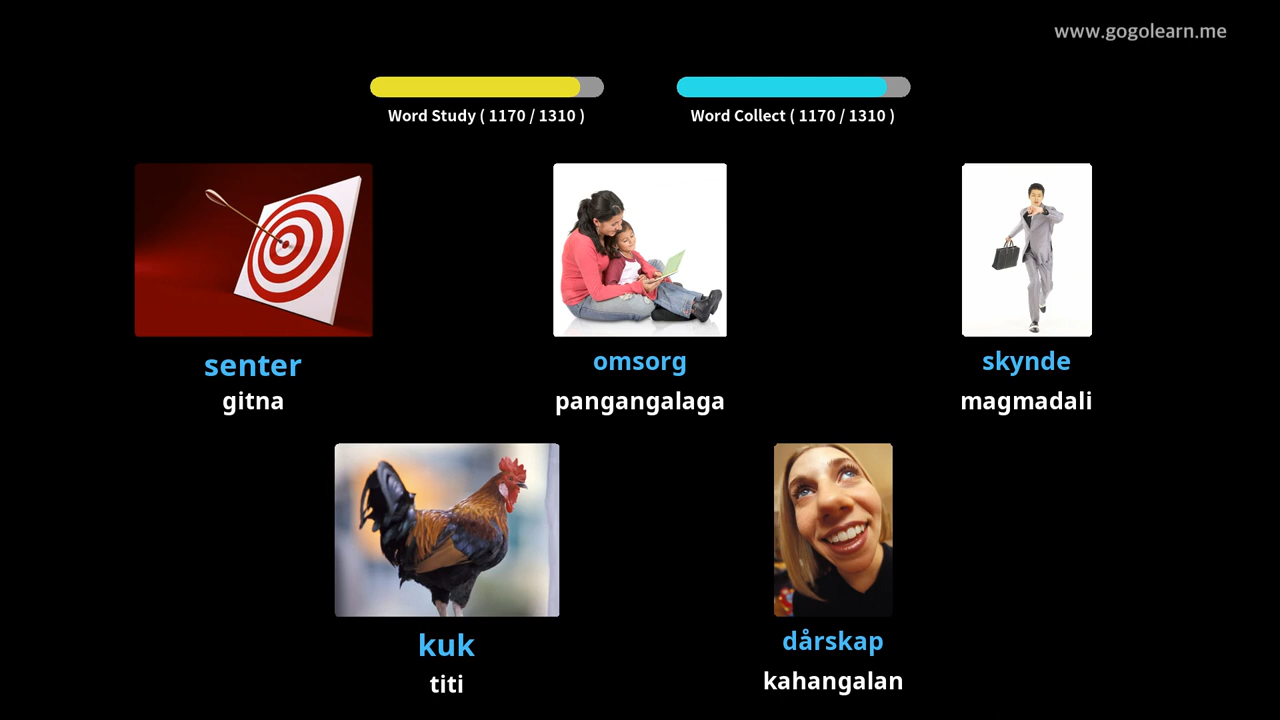 www.gogolearn.me
Word Study ( 1170 / 1310 )
Word Collect ( 1170 / 1310 )
senter
gitna
omsorg
pangangalaga
skynde
magmadali
kuk
titi
dårskap
kahangalan